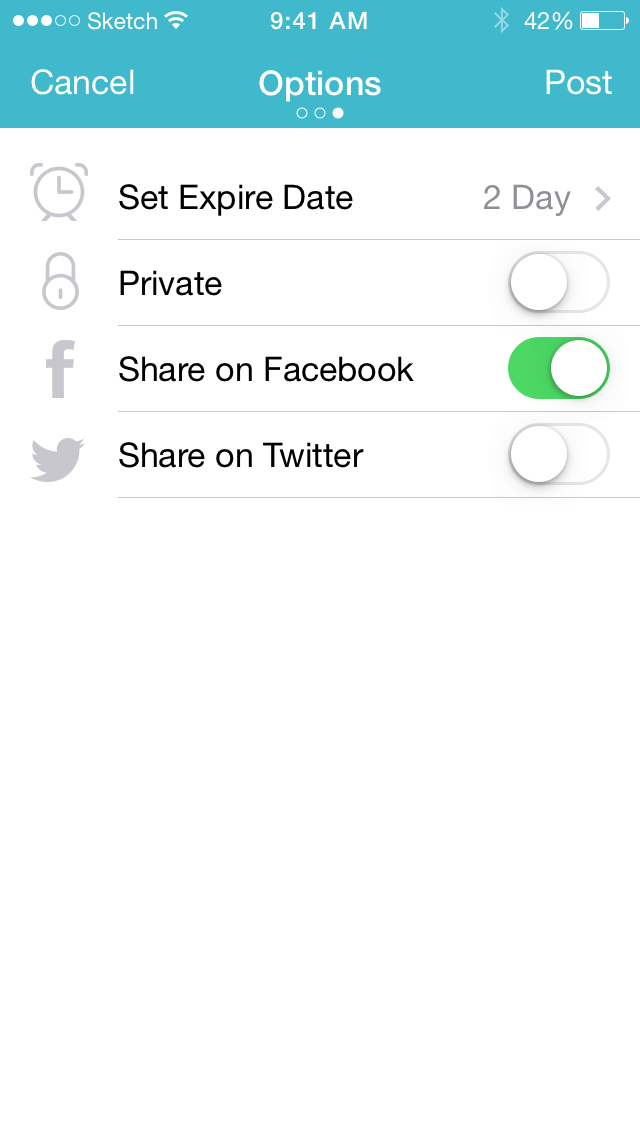 Sketch 9:41 AM 42%
Cancel Options Post
Set Expire Date 2 Day
Private
Share on Facebook
Share on Twitter